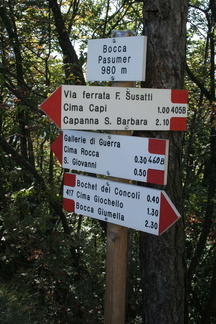 Bocca
Pasumer
980 m
Via ferrata F. Susatti
Cima Capi 1.00 405B
Capanna S. Barbara 2.10
Gallerie di Guerra
Cima Rocca 0.30 440B
S. Giovanni 0.50
Bochet dei Concoli 0.40
417 Cima Giochello 1.30
Bocca Giumella 2.30